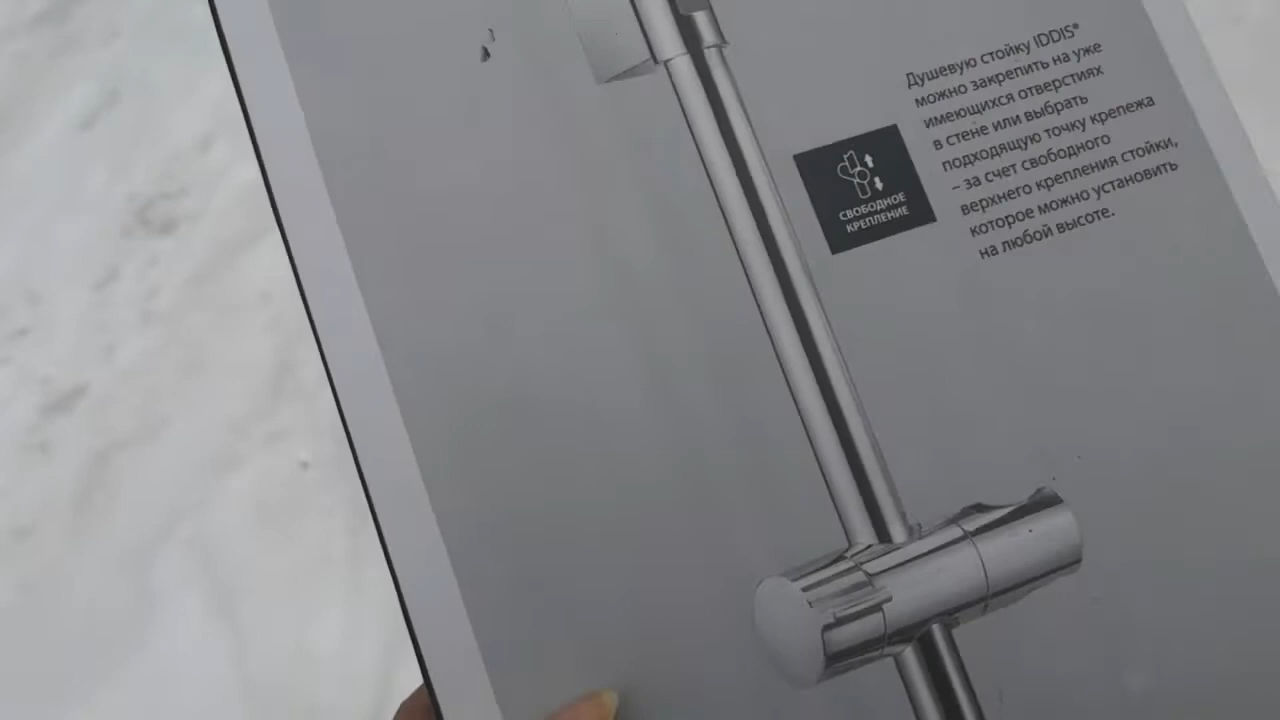 Душевую стойку IDDIS®
можно закрепить на уже
имеющихся отверстиях
в стене или выбрать
подходящую точку крепежа
– за счет свободного
верхнего крепления стойки,
которое можно установить
на любой высоте.
СВОБОДНОЕ
КРЕПЛЕНИЕ